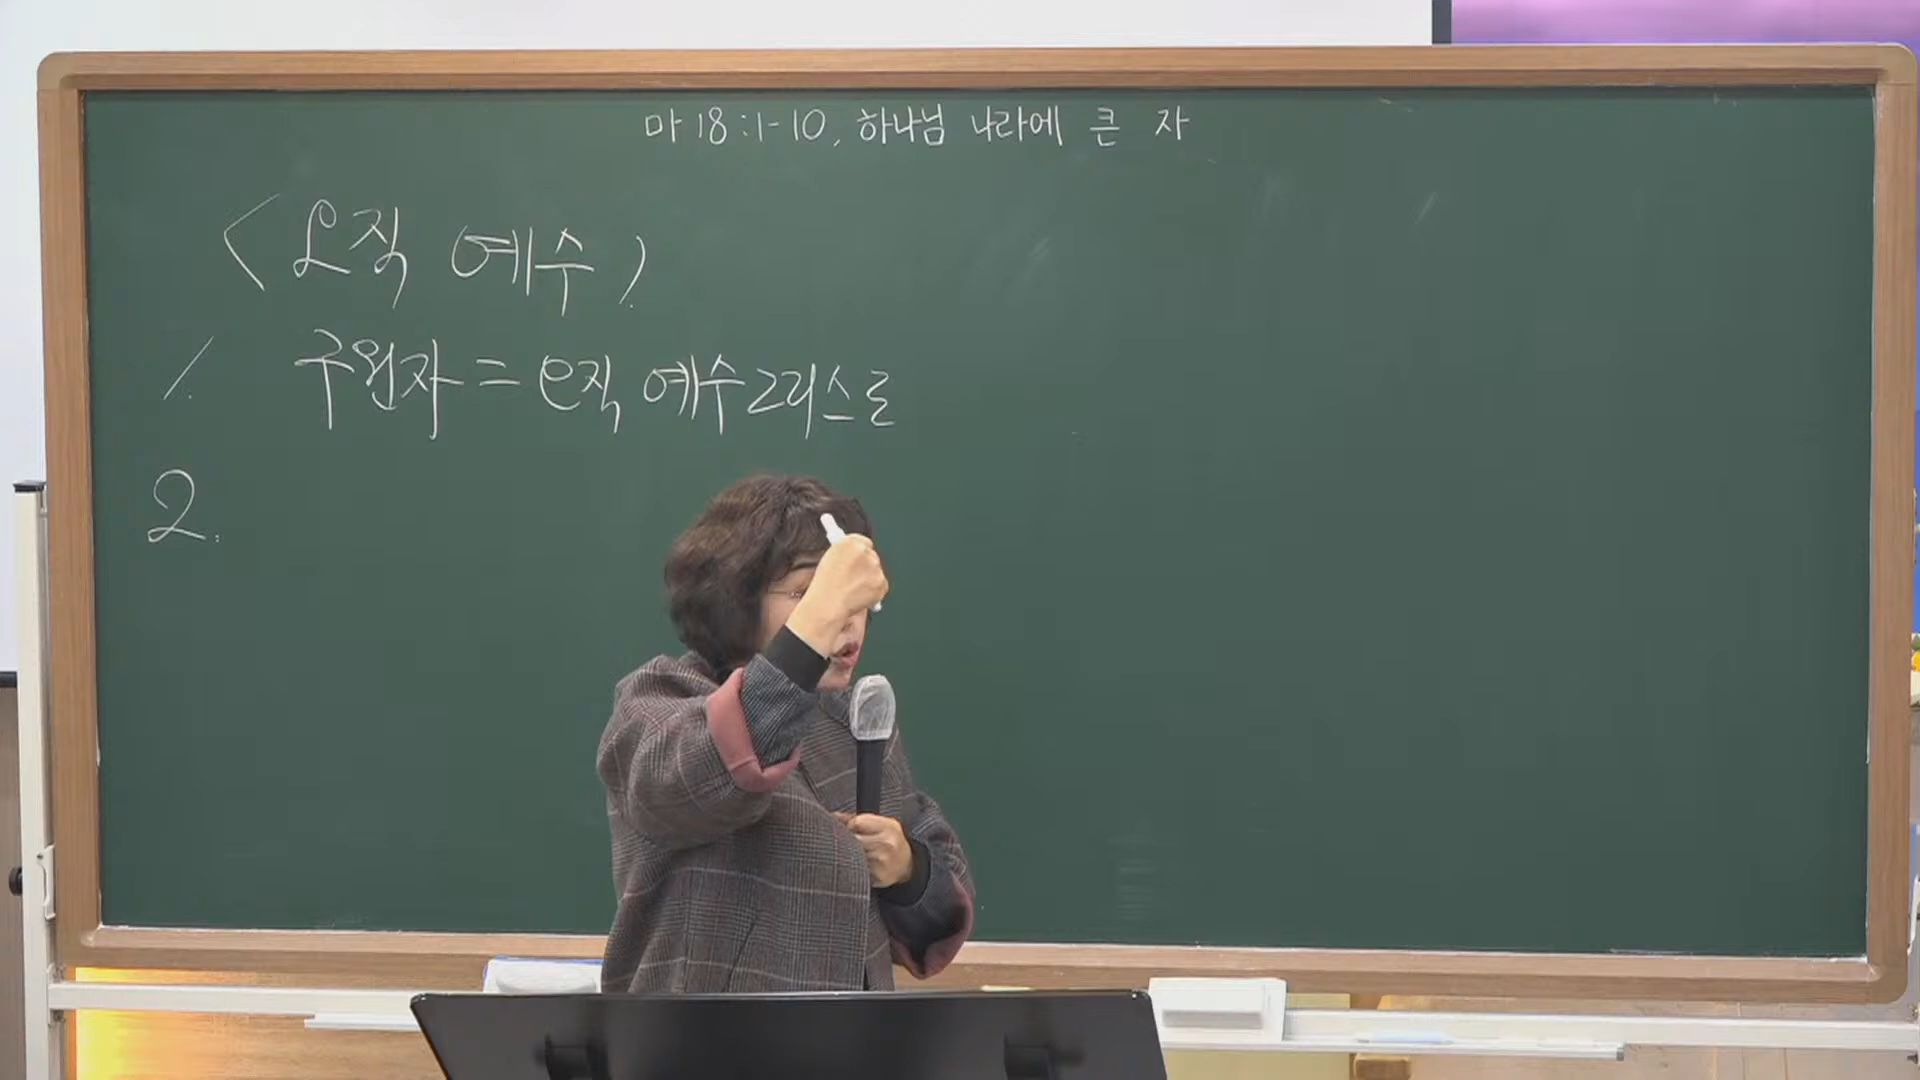 마 18:1-10, 하나님 나라에 큰 자
<오직 예수>
1. 구원자 = 오직 예수그리스도
2.